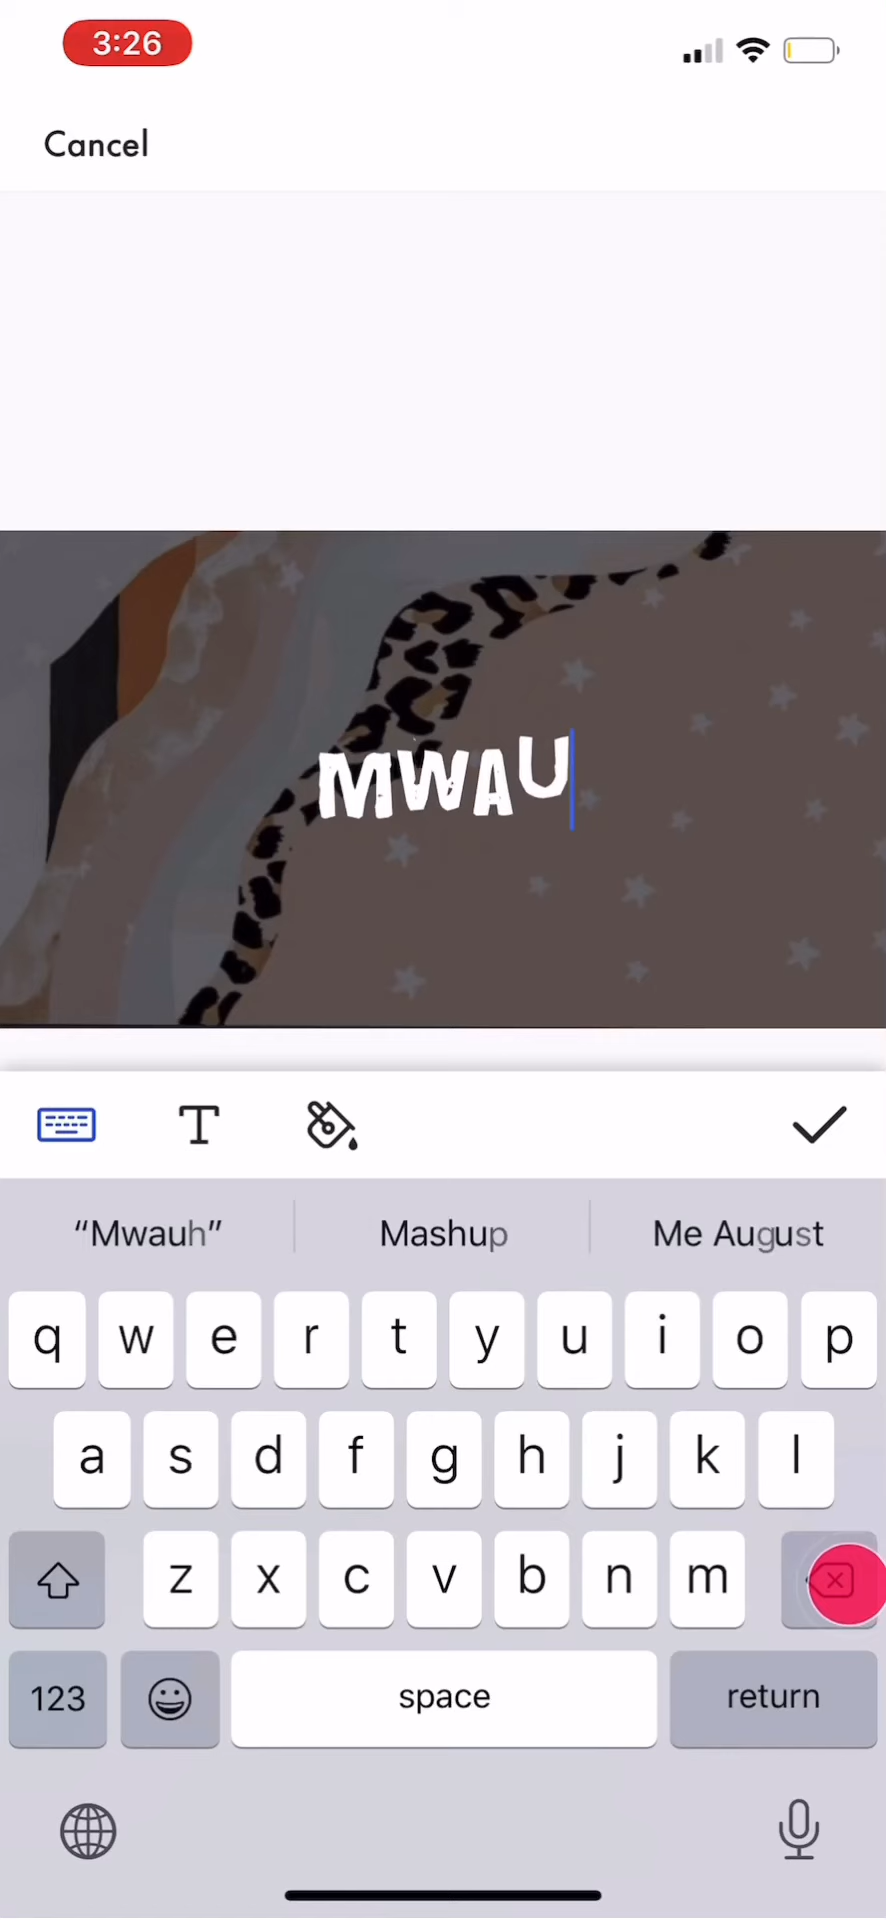 3:26
Cancel
MWAU
"Mwauh" Mashup Me August
q w e r t y u i o p
a s d f g h j k l
z x c v b n m
123 space return